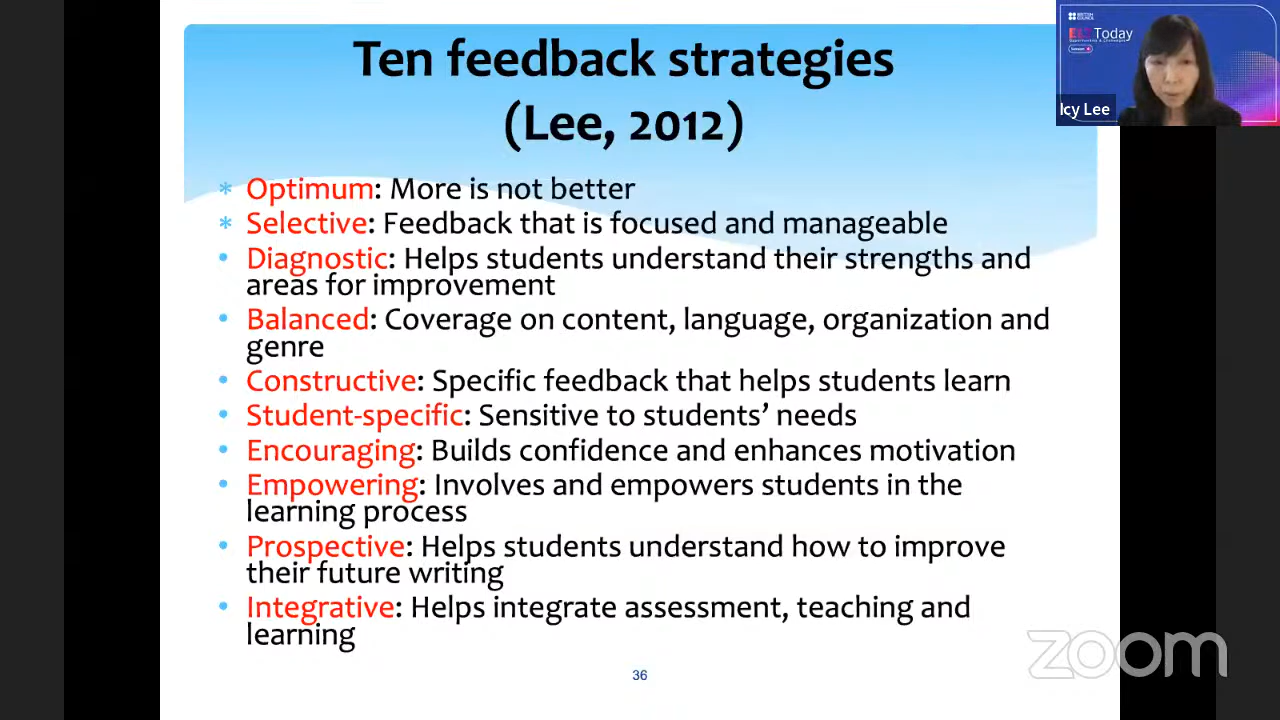 Ten feedback strategies
(Lee, 2012)
* Optimum: More is not better
* Selective: Feedback that is focused and manageable
• Diagnostic: Helps students understand their strengths and
areas for improvement
• Balanced: Coverage on content, language, organization and
genre
• Constructive: Specific feedback that helps students learn
• Student-specific: Sensitive to students’ needs
• Encouraging: Builds confidence and enhances motivation
• Empowering: Involves and empowers students in the
learning process
• Prospective: Helps students understand how to improve
their future writing
• Integrative: Helps integrate assessment, teaching and
learning
36
BRITISH
COUNCIL
Today
Icy Lee
zoom